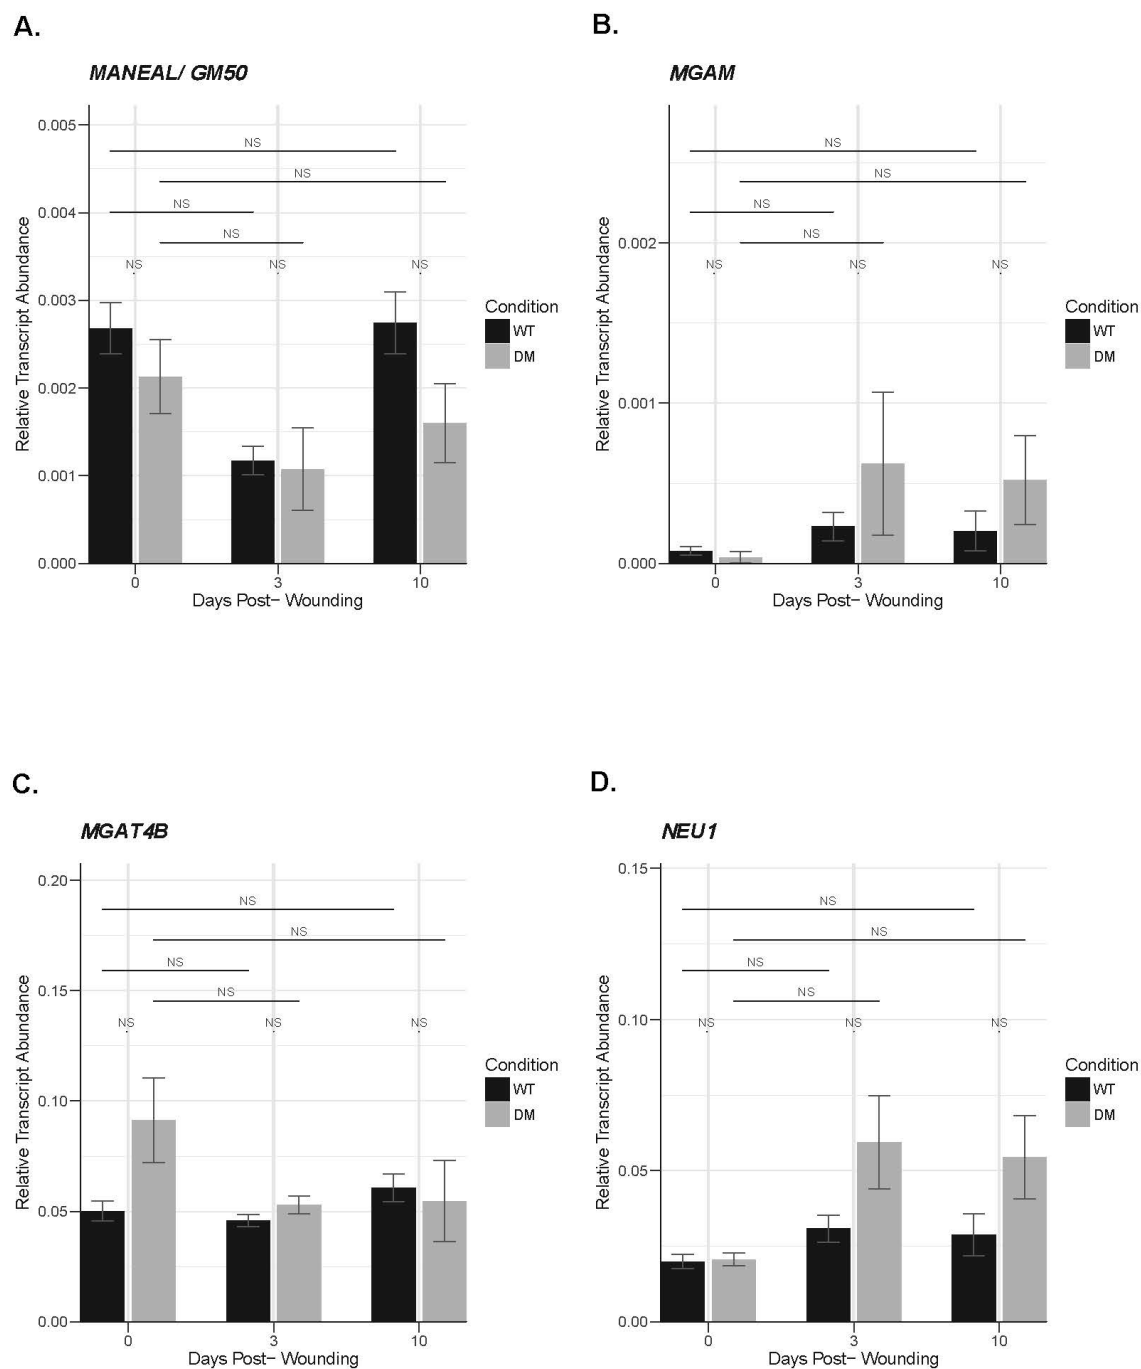 A.
MANEAL/ GM50
Relative Transcript Abundance
0.005
0.004
0.003
0.002
0.001
0.000
NS
NS
NS
NS
NS NS NS
0 3 10
Days Post− Wounding
Condition
WT
DM
B.
MGAM
Relative Transcript Abundance
0.002
0.001
0.000
NS
NS
NS
NS
NS NS NS
0 3 10
Days Post− Wounding
Condition
WT
DM
C.
MGAT4B
Relative Transcript Abundance
0.20
0.15
0.10
0.05
0.00
NS
NS
NS
NS
NS NS NS
0 3 10
Days Post− Wounding
Condition
WT
DM
D.
NEU1
Relative Transcript Abundance
0.15
0.10
0.05
0.00
NS
NS
NS
NS
NS NS NS
0 3 10
Days Post− Wounding
Condition
WT
DM